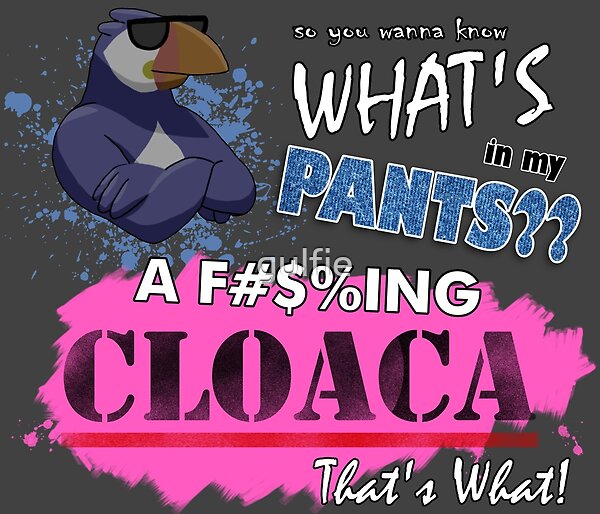 so you wanna know
WHAT'S
in my
PANTS??
gulfie
A F#$%ING
CLOACA
That's What!